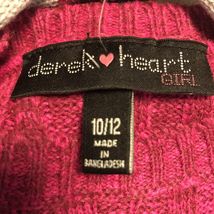 derek heart
GIRL
10/12
MADE
IN
BANGLADESH